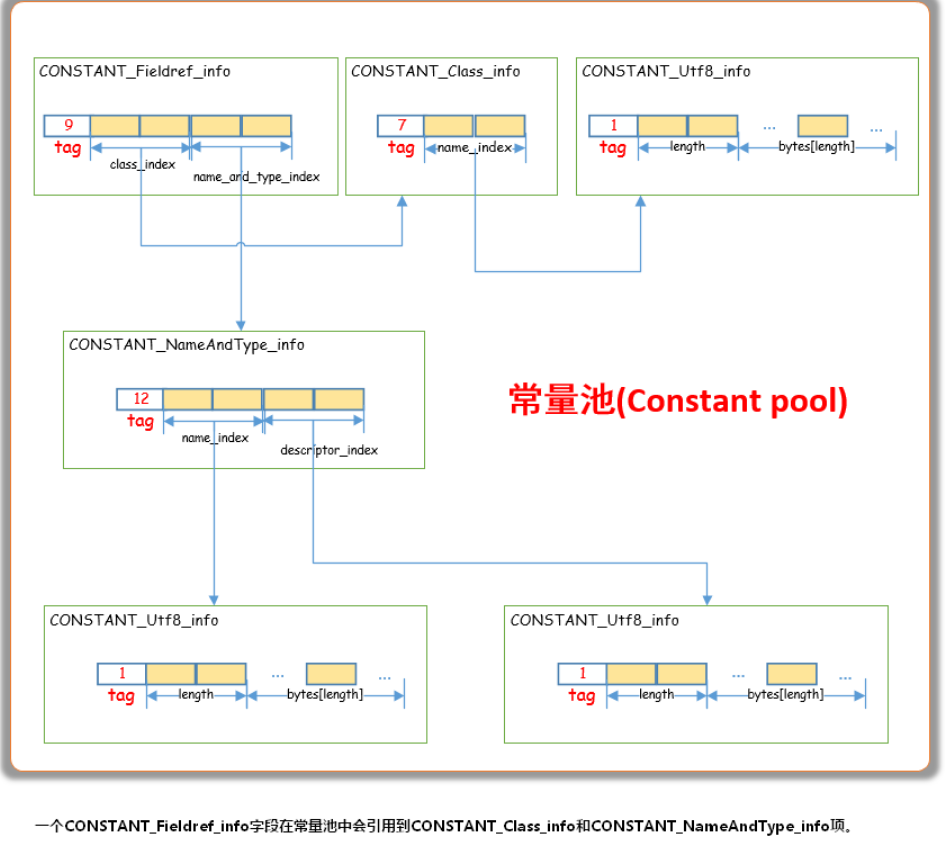 CONSTANT_Fieldref_info
9
tag
class_index
name_and_type_index
CONSTANT_Class_info
7
tag
name_index
CONSTANT_Utf8_info
1
...
...
tag
length
bytes[length]
CONSTANT_NameAndType_info
12
tag
name_index
descriptor_index
常量池(Constant pool)
CONSTANT_Utf8_info
1
...
...
tag
length
bytes[length]
CONSTANT_Utf8_info
1
...
...
tag
length
bytes[length]
一个CONSTANT_Fieldref_info字段在常量池中会引用到CONSTANT_Class_info和CONSTANT_NameAndType_info项。